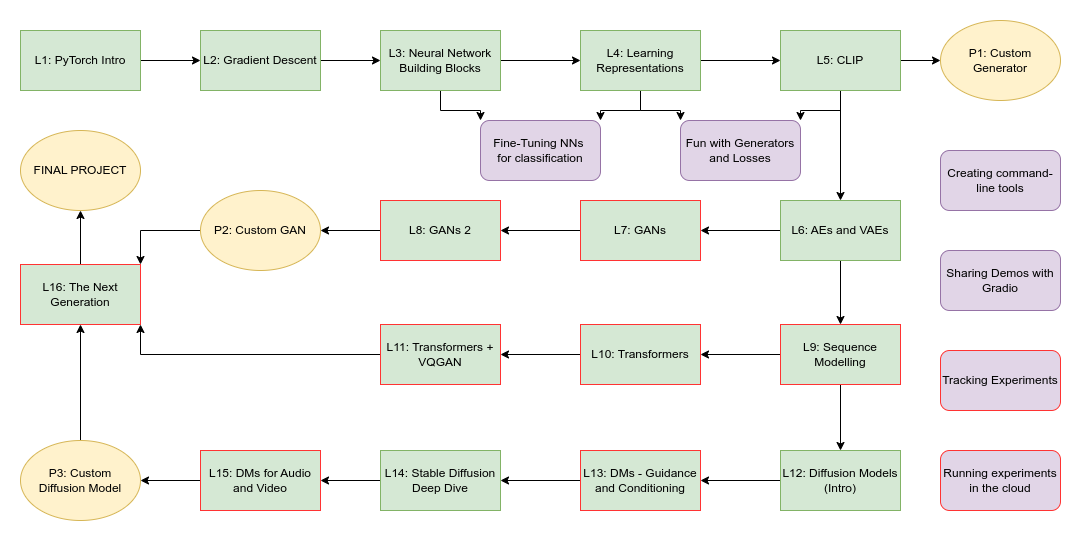 L1: PyTorch Intro
L2: Gradient Descent
L3: Neural Network
Building Blocks
L4: Learning
Representations
L5: CLIP
P1: Custom
Generator
Fine-Tuning NNs
for classification
Fun with Generators
and Losses
Creating command-
line tools
FINAL PROJECT
P2: Custom GAN
L8: GANs 2
L7: GANs
L6: AEs and VAEs
Sharing Demos with
Gradio
L16: The Next
Generation
L11: Transformers +
VQGAN
L10: Transformers
L9: Sequence
Modelling
Tracking Experiments
P3: Custom
Diffusion Model
L15: DMs for Audio
and Video
L14: Stable Diffusion
Deep Dive
L13: DMs - Guidance
and Conditioning
L12: Diffusion Models
(Intro)
Running experiments
in the cloud